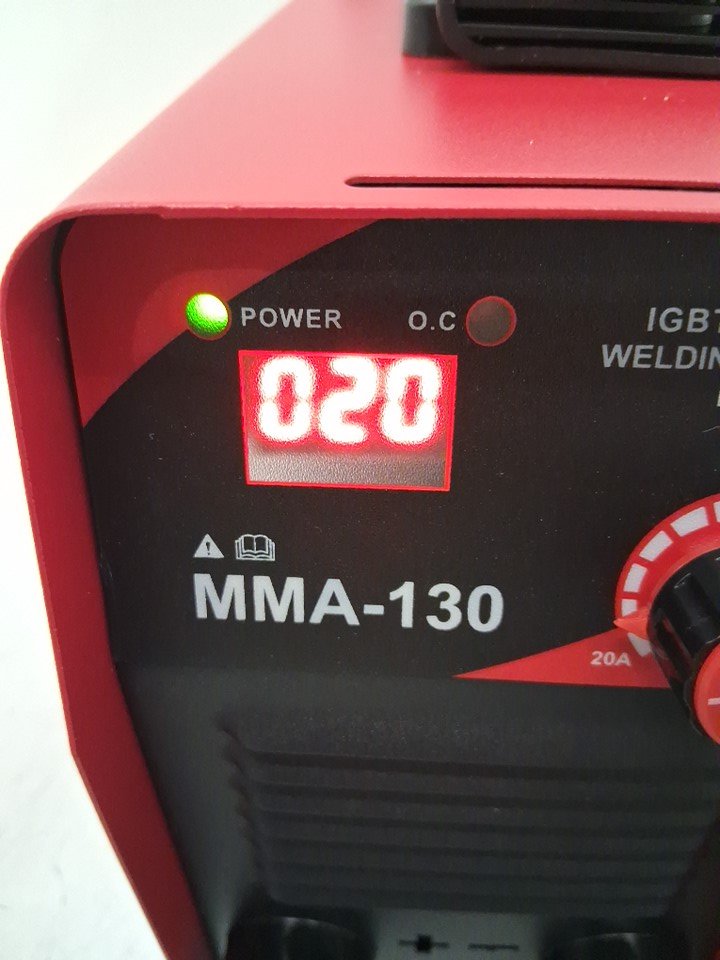 POWER
O.C
020
IGBT
WELDIN
MMA-130
20A
+ -